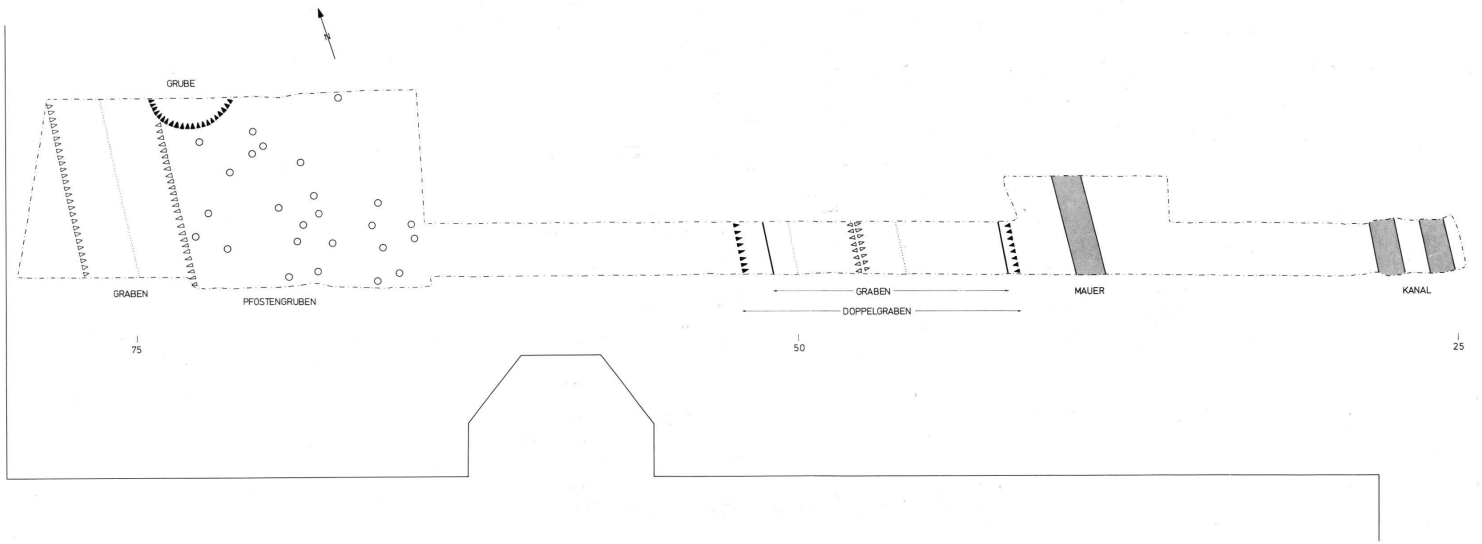 N
GRUBE
GRABEN
PFOSTENGRUBEN
GRABEN
DOPPELGRABEN
MAUER
KANAL
75
50
25